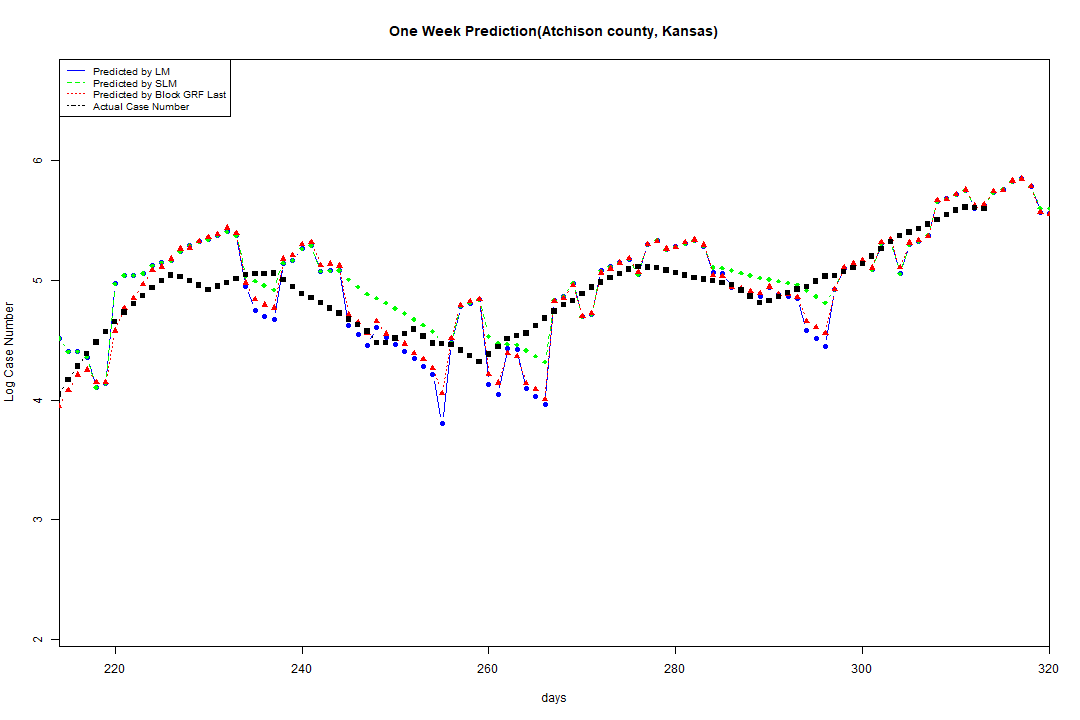 One Week Prediction(Atchison county, Kansas)
Predicted by LM
Predicted by SLM
Predicted by Block GRF Last
Actual Case Number
6
5
4
3
2
Log Case Number
220 240 260 280 300 320
days